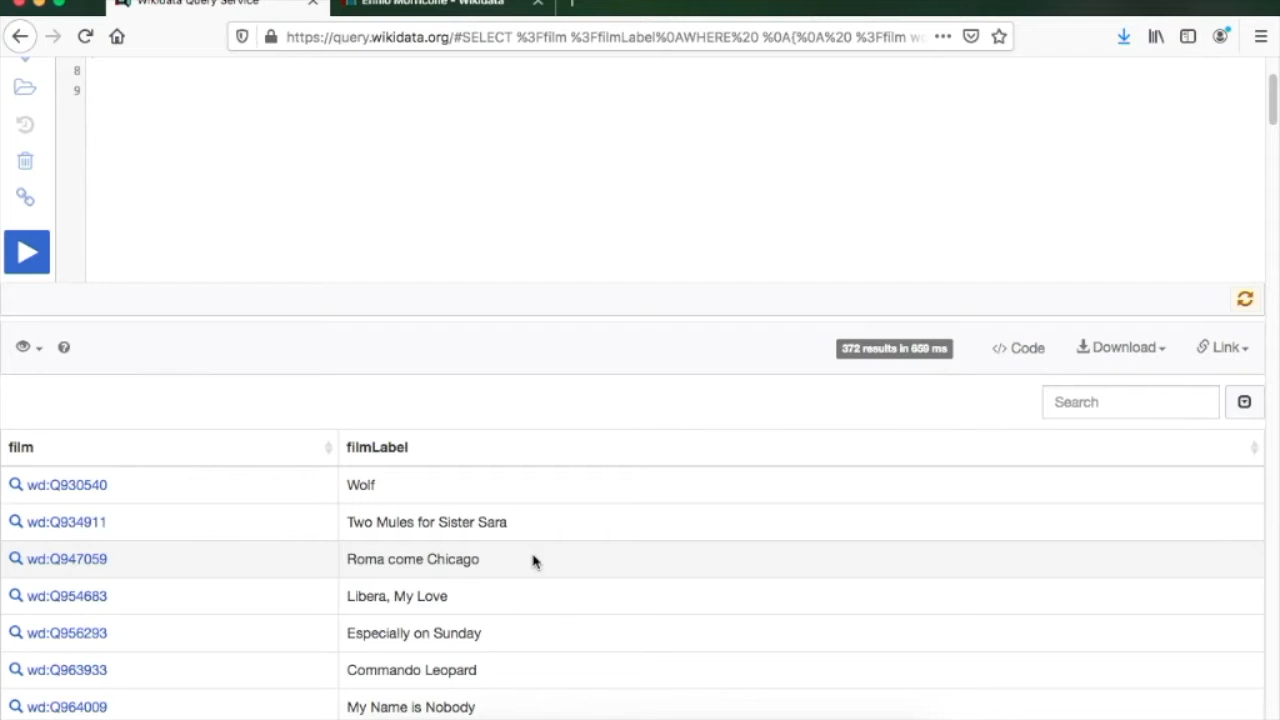 Wikidata Query Service
Ennio Morricone - Wikidata
https://query.wikidata.org/#SELECT %3Ffilm %3FfilmLabel%0AWHERE%20 %0A{%0A%20 %3Ffilm
8
9
372 results in 659 ms
Code
Download
Link
Search
film filmLabel
wd:Q930540 Wolf
wd:Q934911 Two Mules for Sister Sara
wd:Q947059 Roma come Chicago
wd:Q954683 Libera, My Love
wd:Q956293 Especially on Sunday
wd:Q963933 Commando Leopard
wd:Q964009 My Name is Nobody